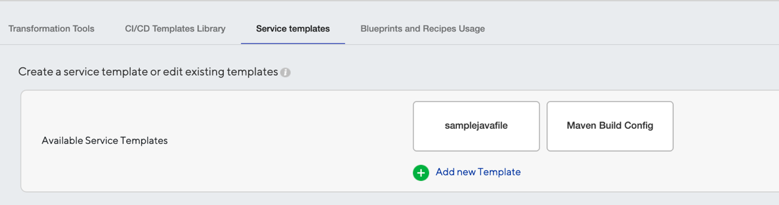 Transformation Tools
CI/CD Templates Library
Service templates
Blueprints and Recipes Usage
Create a service template or edit existing templates
Available Service Templates
samplejavafile
Maven Build Config
Add new Template